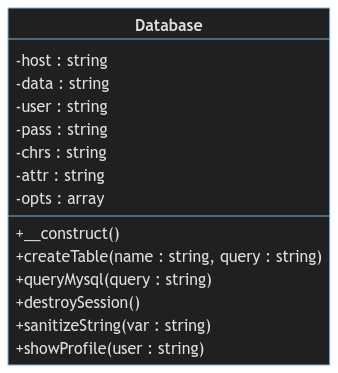 Database
-host : string
-data : string
-user : string
-pass : string
-chrs : string
-attr : string
-opts : array
+__construct()
+createTable(name : string, query : string)
+queryMysql(query : string)
+destroySession()
+sanitizeString(var : string)
+showProfile(user : string)